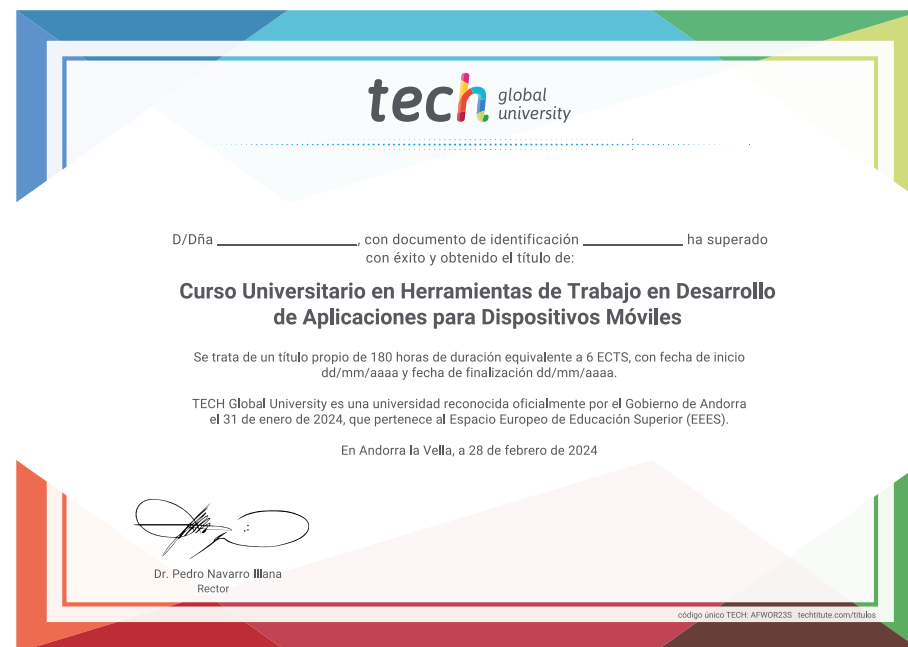 tech global university
D/Dña ____________________, con documento de identificación ______________ ha superado
con éxito y obtenido el título de:
Curso Universitario en Herramientas de Trabajo en Desarrollo
de Aplicaciones para Dispositivos Móviles
Se trata de un título propio de 180 horas de duración equivalente a 6 ECTS, con fecha de inicio
dd/mm/aaaa y fecha de finalización dd/mm/aaaa.
TECH Global University es una universidad reconocida oficialmente por el Gobierno de Andorra
el 31 de enero de 2024, que pertenece al Espacio Europeo de Educación Superior (EEES).
En Andorra la Vella, a 28 de febrero de 2024
Dr. Pedro Navarro Illana
Rector
código único TECH: AFWOR23S techtitute.com/titulos